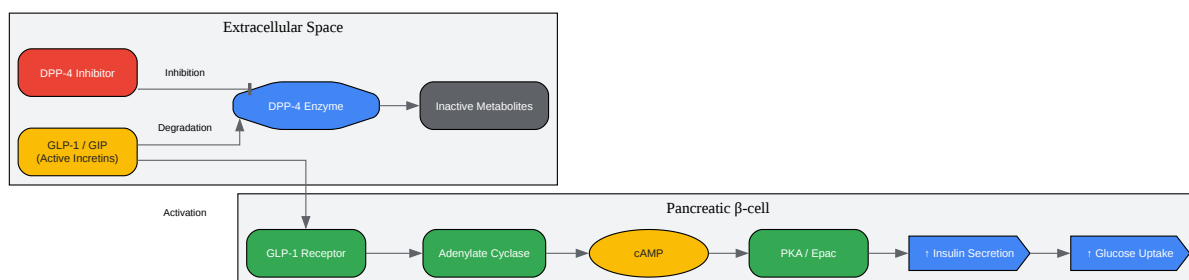 Extracellular Space
DPP-4 Inhibitor
Inhibition
DPP-4 Enzyme
Inactive Metabolites
Degradation
GLP-1 / GIP
(Active Incretins)
Activation
Pancreatic β-cell
GLP-1 Receptor
Adenylate Cyclase
cAMP
PKA / Epac
↑ Insulin Secretion
↑ Glucose Uptake